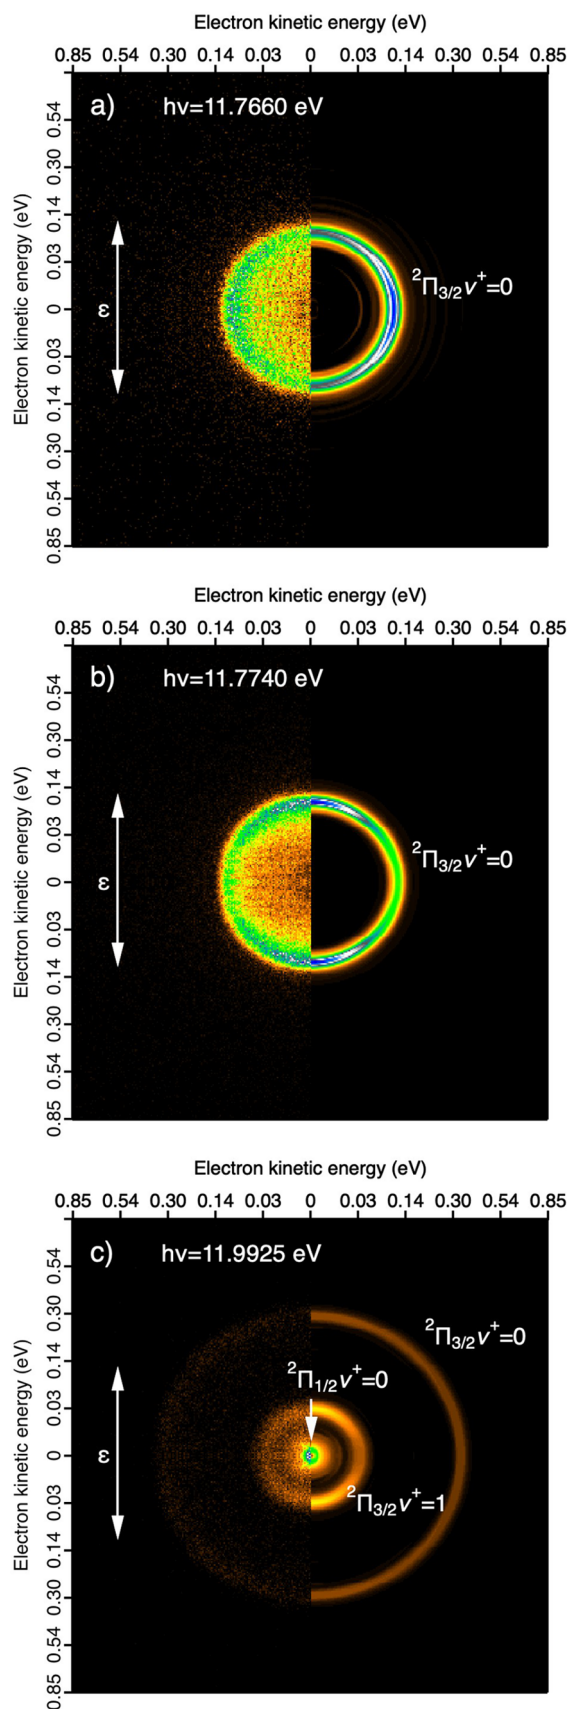 Electron kinetic energy (eV)
0.85 0.54 0.30 0.14 0.03 0 0.03 0.14 0.30 0.54 0.85
a)
hν=11.7660 eV
Electron kinetic energy (eV)
0.54
0.30
0.14
0.03
0
0.03
0.14
0.30
0.54
0.85
ε
²Π₃/₂ν⁺=0
Electron kinetic energy (eV)
0.85 0.54 0.30 0.14 0.03 0 0.03 0.14 0.30 0.54 0.85
b)
hν=11.7740 eV
Electron kinetic energy (eV)
0.54
0.30
0.14
0.03
0
0.03
0.14
0.30
0.54
0.85
ε
²Π₃/₂ν⁺=0
Electron kinetic energy (eV)
0.85 0.54 0.30 0.14 0.03 0 0.03 0.14 0.30 0.54 0.85
c)
hν=11.9925 eV
Electron kinetic energy (eV)
0.54
0.30
0.14
0.03
0
0.03
0.14
0.30
0.54
0.85
ε
²Π₃/₂ν⁺=0
²Π₁/₂ν⁺=0
²Π₃/₂ν⁺=1